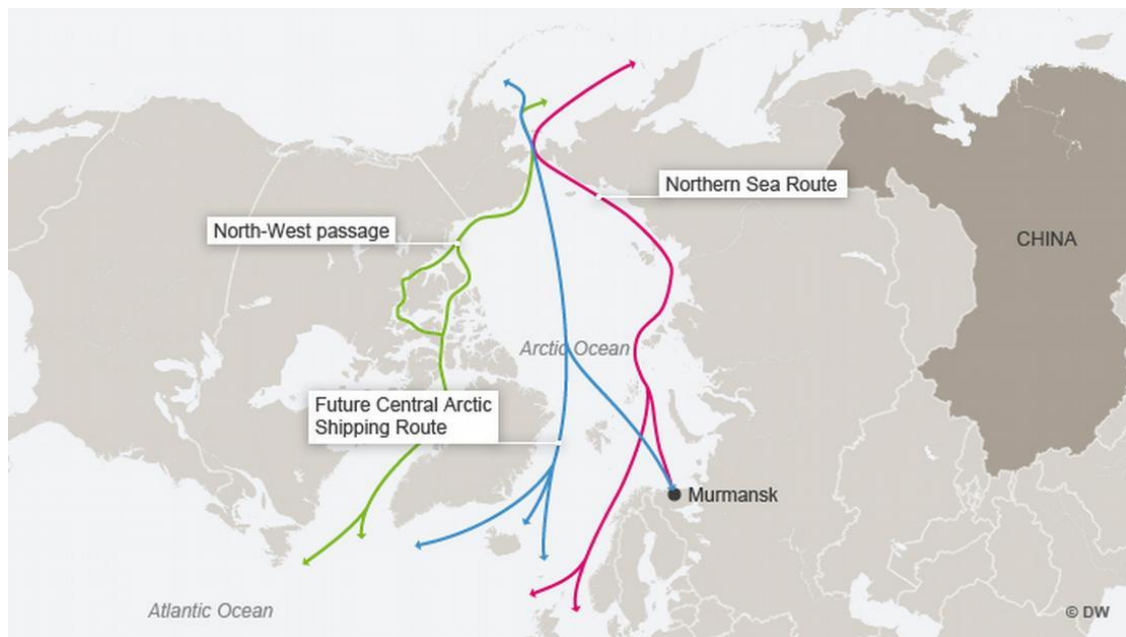 Northern Sea Route
North-West passage
CHINA
Arctic Ocean
Future Central Arctic
Shipping Route
Murmansk
Atlantic Ocean
© DW